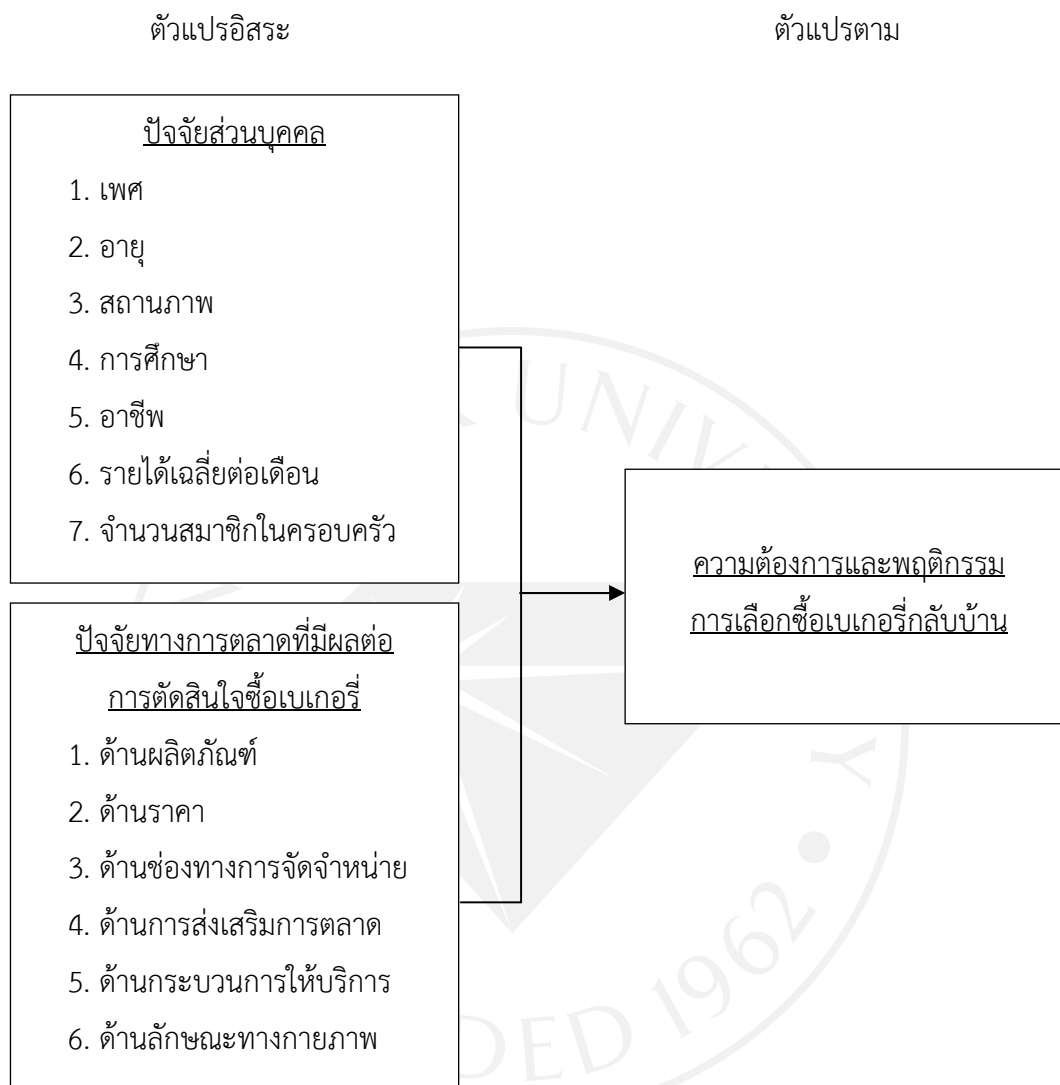 ตัวแปรอิสระ
ตัวแปรตาม
ปัจจัยส่วนบุคคล
1. เพศ
2. อายุ
3. สถานภาพ
4. การศึกษา
5. อาชีพ
6. รายได้เฉลี่ยต่อเดือน
7. จำนวนสมาชิกในครอบครัว
ปัจจัยทางการตลาดที่มีผลต่อ
การตัดสินใจซื้อเบเกอรี่
1. ด้านผลิตภัณฑ์
2. ด้านราคา
3. ด้านช่องทางการจัดจำหน่าย
4. ด้านการส่งเสริมการตลาด
5. ด้านกระบวนการให้บริการ
6. ด้านลักษณะทางกายภาพ
ความต้องการและพฤติกรรม
การเลือกซื้อเบเกอรี่กลับบ้าน
1962